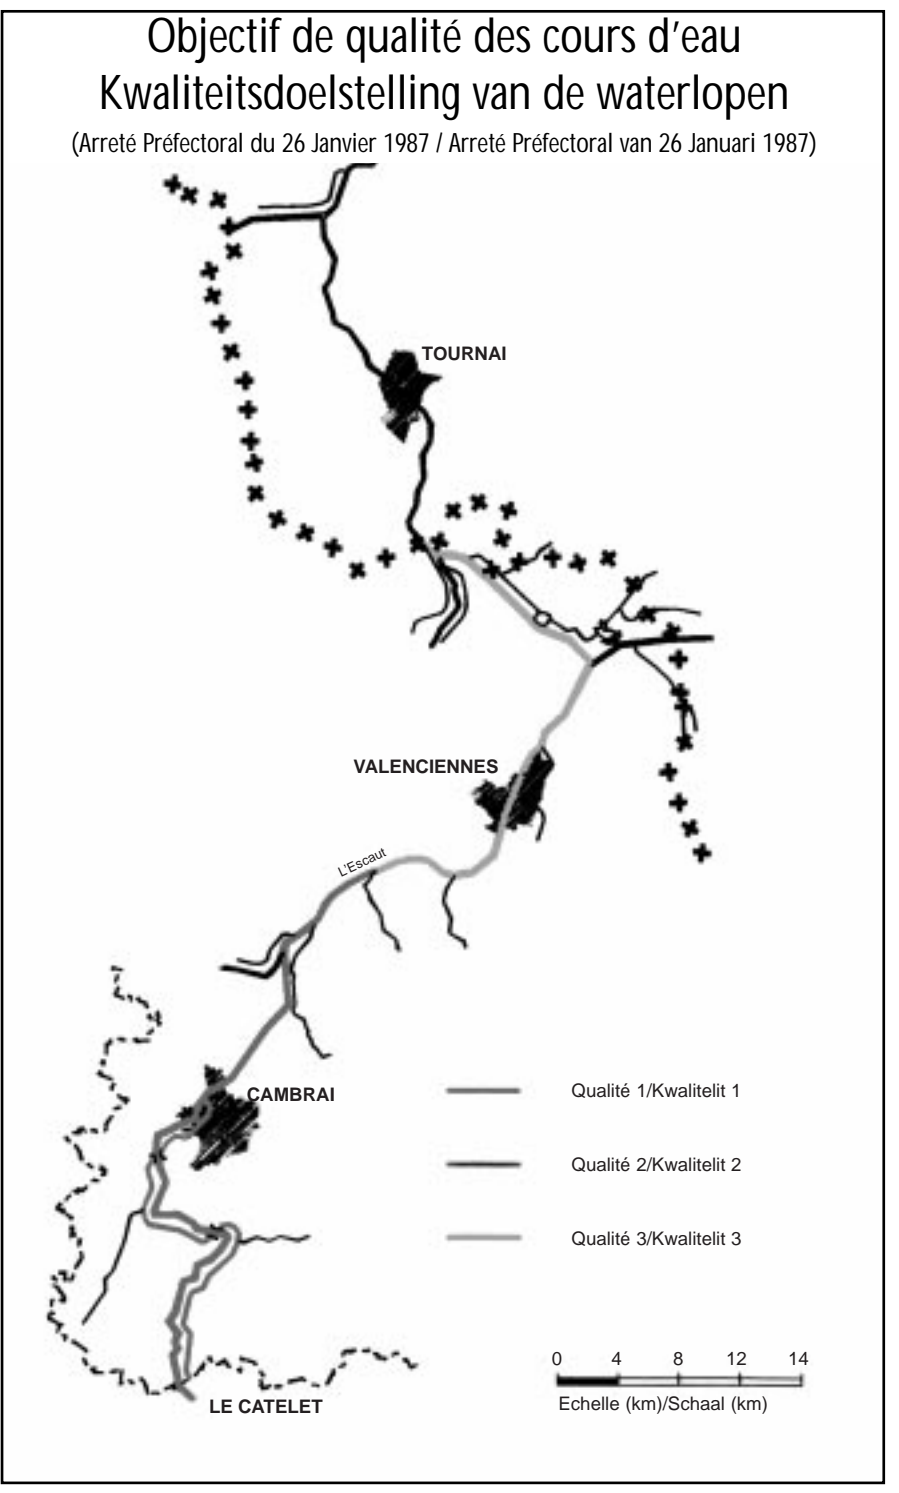 Objectif de qualité des cours d'eau
Kwaliteitsdoelstelling van de waterlopen
(Arreté Préfectoral du 26 Janvier 1987 / Arreté Préfectoral van 26 Januari 1987)
TOURNAI
VALENCIENNES
L'Escaut
CAMBRAI
Qualité 1/Kwalitelit 1
Qualité 2/Kwalitelit 2
Qualité 3/Kwalitelit 3
0 4 8 12 14
Echelle (km)/Schaal (km)
LE CATELET